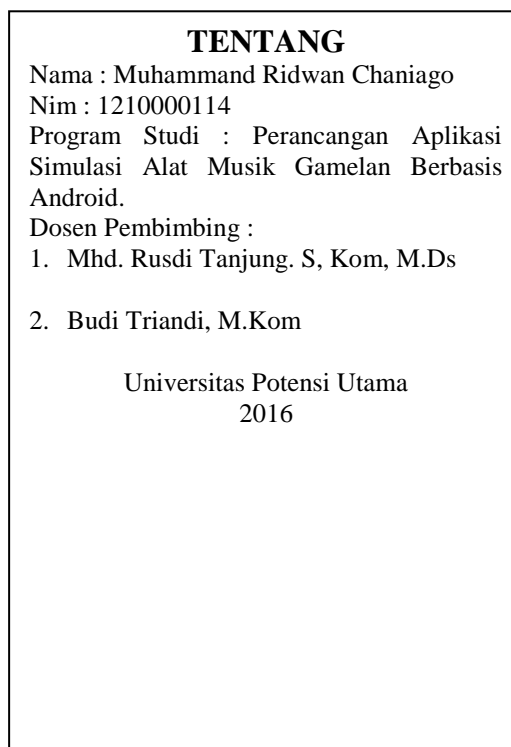 TENTANG
Nama : Muhammand Ridwan Chaniago
Nim : 1210000114
Program Studi : Perancangan Aplikasi
Simulasi Alat Musik Gamelan Berbasis
Android.
Dosen Pembimbing :
1. Mhd. Rusdi Tanjung. S, Kom, M.Ds
2. Budi Triandi, M.Kom
Universitas Potensi Utama
2016